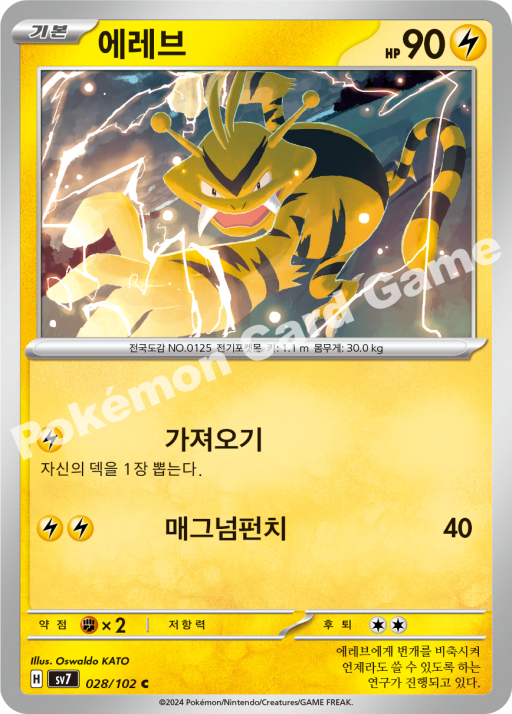 기본 에레브 HP 90
전국도감 NO.0125 전기포켓몬 키: 1.1 m 몸무게: 30.0 kg
Pokémon Card Game
가져오기
자신의 덱을 1장 뽑는다.
매그넘펀치 40
약점 ×2 저항력 후퇴
Illus. Oswaldo KATO
H sv7 028/102 C
에레브에게 번개를 비축시켜
언제라도 쓸 수 있도록 하는
연구가 진행되고 있다.
©2024 Pokémon/Nintendo/Creatures/GAME FREAK.